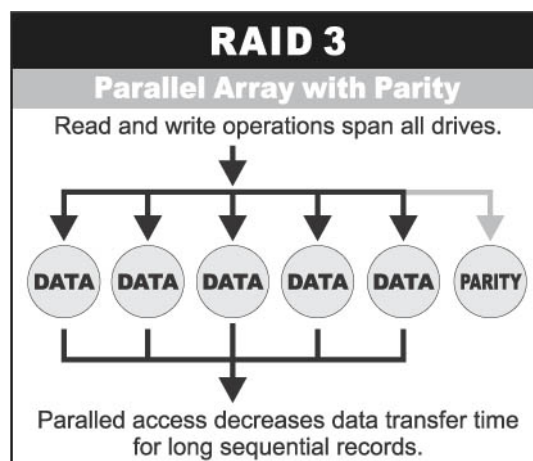 RAID 3
Parallel Array with Parity
Read and write operations span all drives.
DATA DATA DATA DATA DATA PARITY
Paralled access decreases data transfer time
for long sequential records.